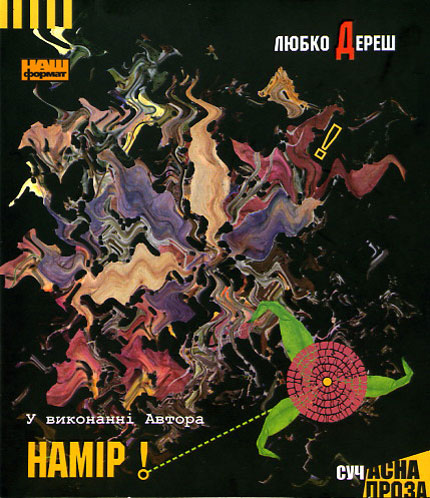 ЛЮБКО ДЕРЕШ
НАШ
формат
!
У виконанні Автора
НАМІР!
СУЧАСНА
ПРОЗА